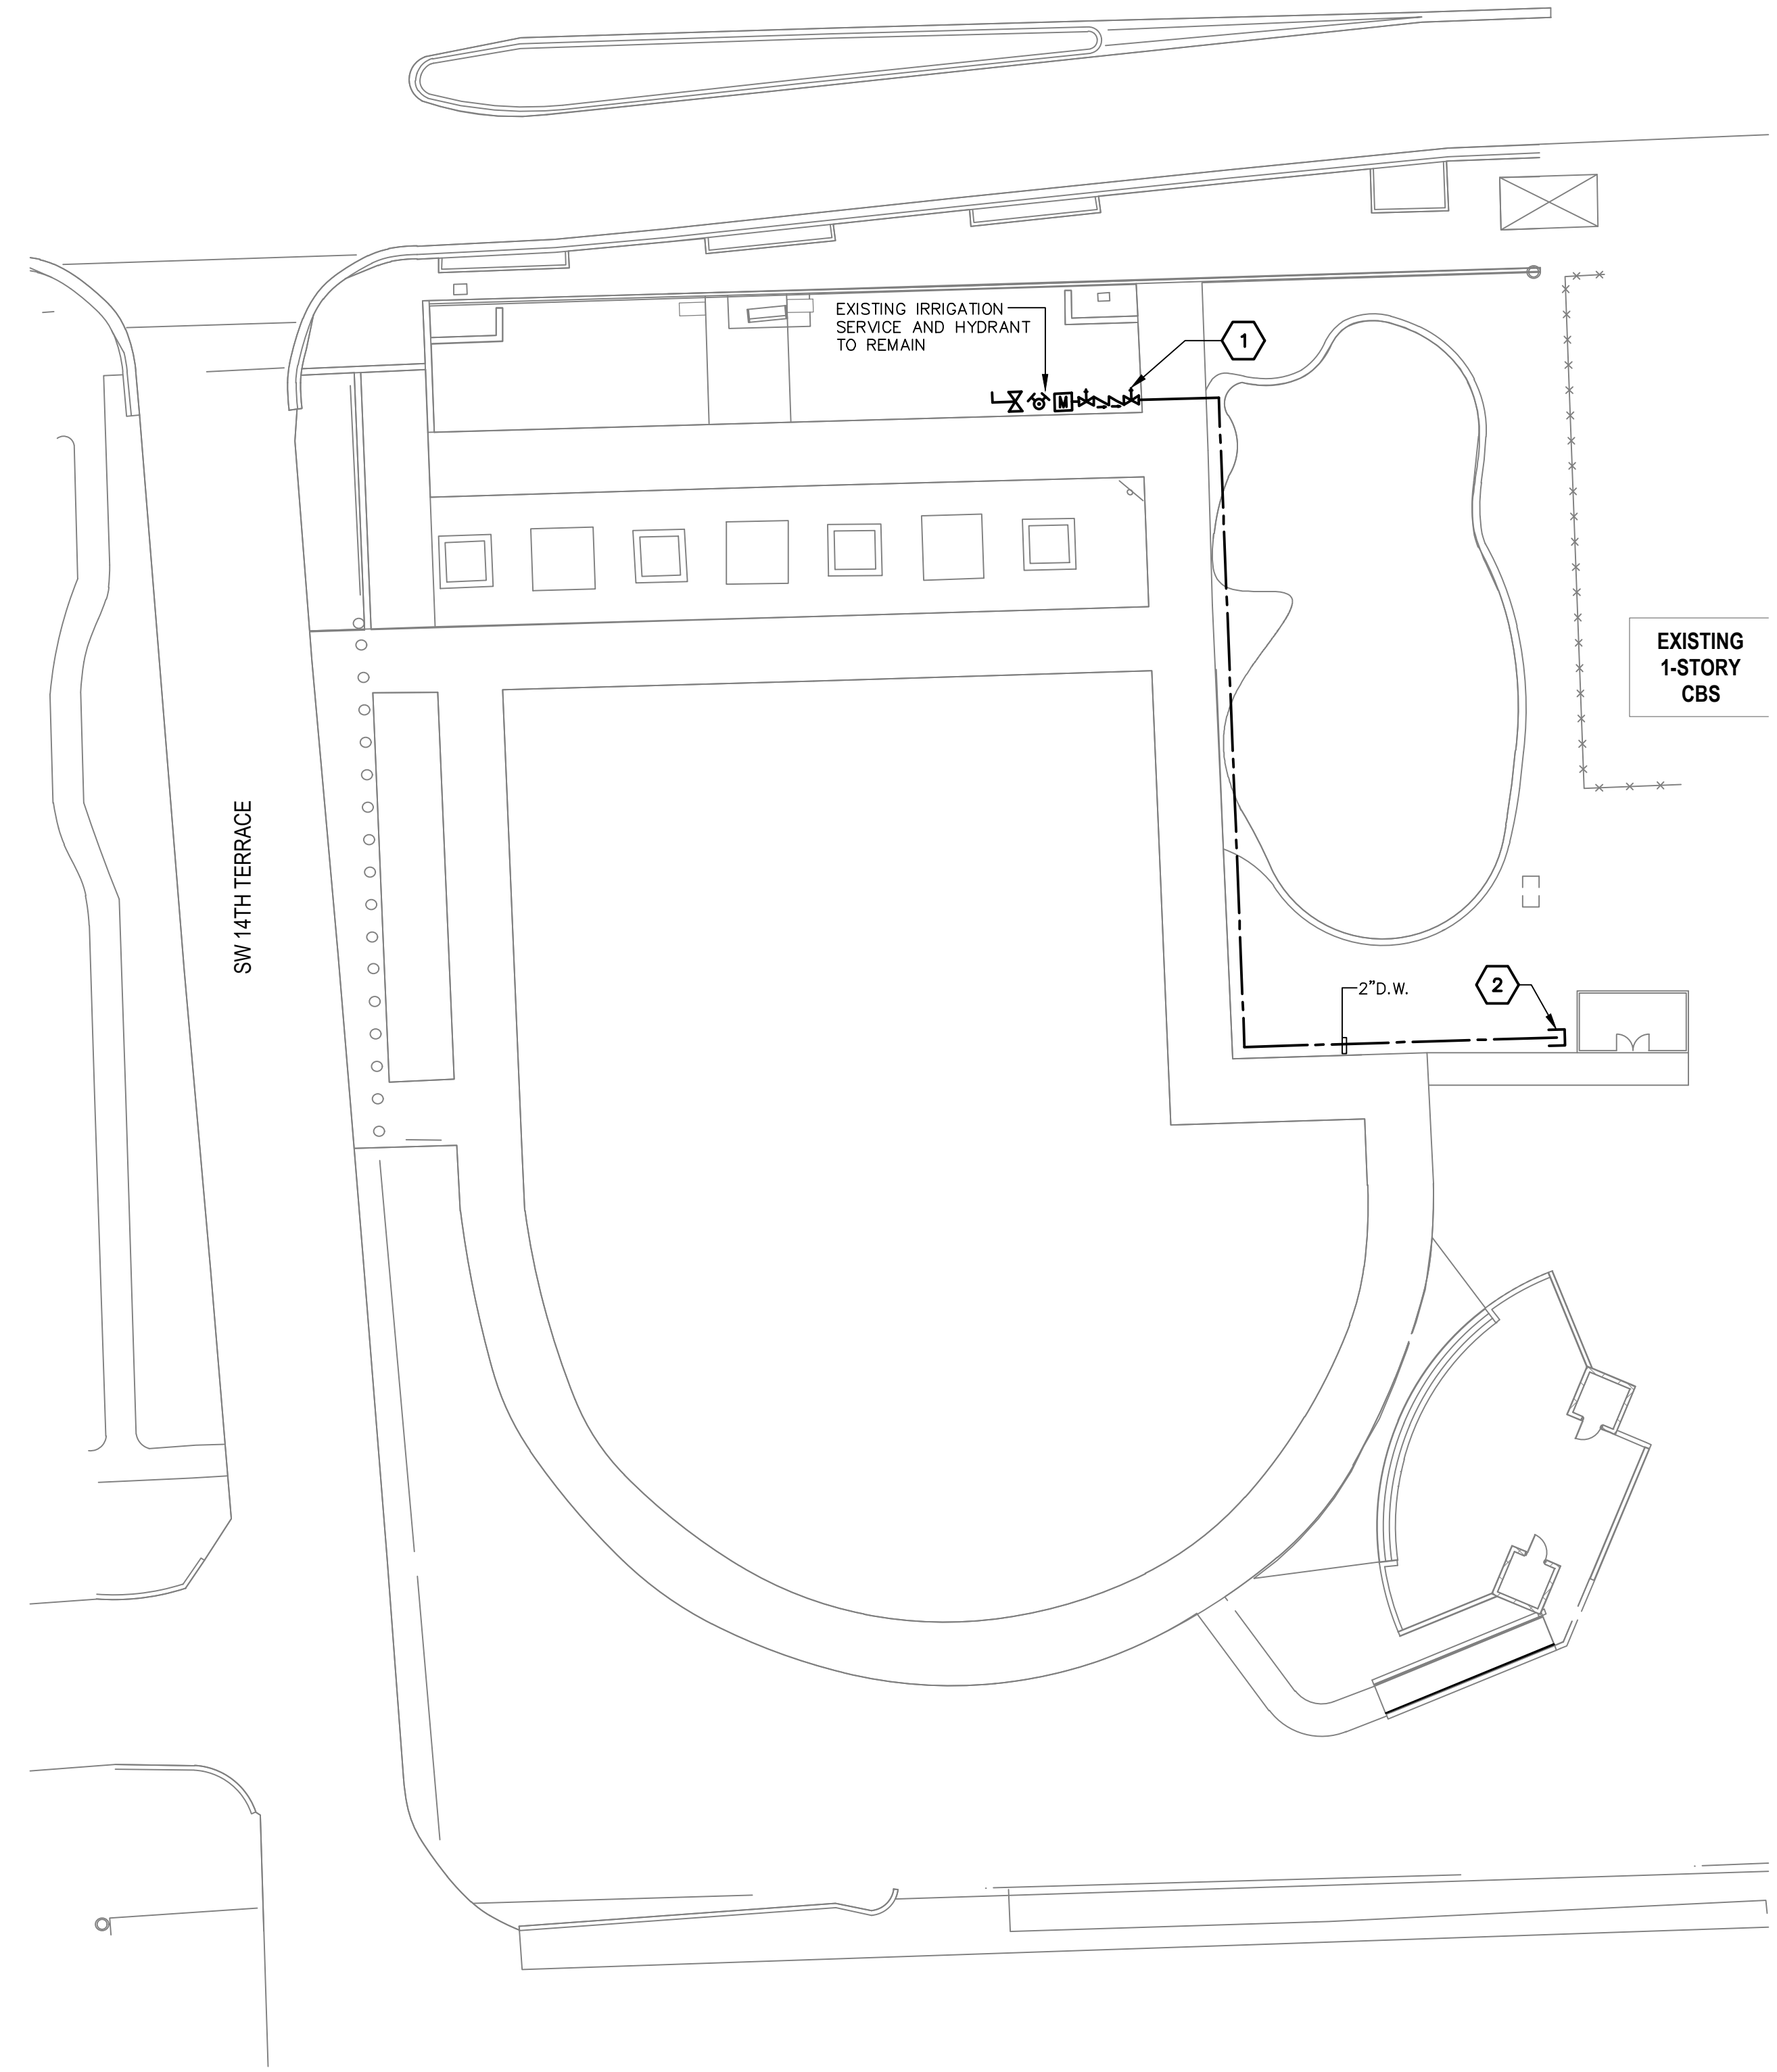 EXISTING IRRIGATION
SERVICE AND HYDRANT
TO REMAIN
1
M
EXISTING
1-STORY
CBS
SW 14TH TERRACE
2"D.W.
2